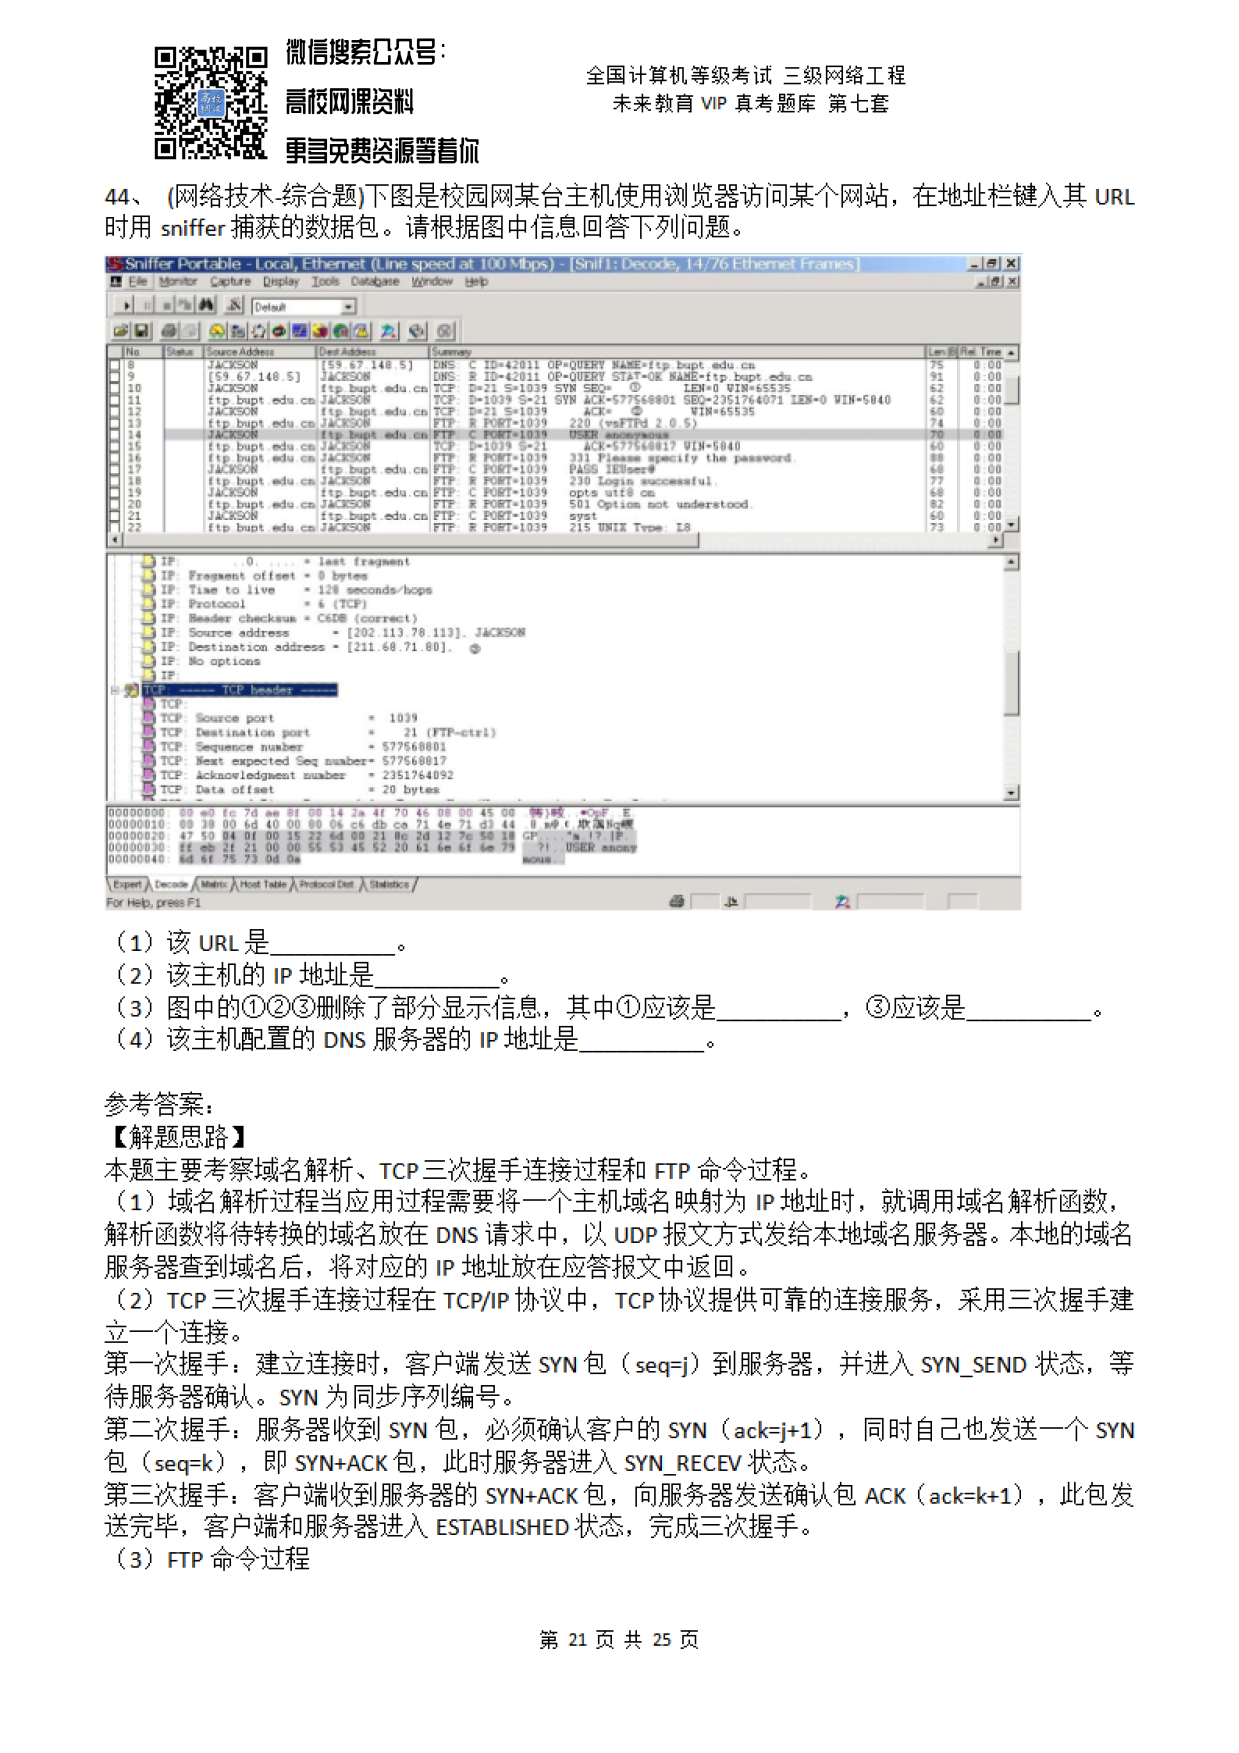 微信搜索公众号：
高校网课资料
更多免费资源等着你
全国计算机等级考试 三级网络工程
未来教育 VIP 真考题库 第七套
44、 (网络技术-综合题)下图是校园网某台主机使用浏览器访问某个网站，在地址栏键入其 URL
时用 sniffer 捕获的数据包。请根据图中信息回答下列问题。
Sniffer Portable - Local, Ethernet (Line speed at 100 Mbps) - [Snif1: Decode, 14/76 Ethernet Frames]
File Monitor Capture Display Tools Database Window Help
Default
No. Status Source Address Dest Address Summary Len [B] Rel. Time
8 JACKSON [59.67.148.5] DNS: C ID=42011 OP=QUERY NAME=ftp.bupt.edu.cn 75 0:00
9 [59.67.148.5] JACKSON DNS: R ID=42011 OP=QUERY STAT=OK NAME=ftp.bupt.edu.cn 91 0:00
10 JACKSON ftp.bupt.edu.cn TCP: D=21 S=1039 SYN SEQ= ① LEN=0 WIN=65535 62 0:00
11 ftp.bupt.edu.cn JACKSON TCP: D=1039 S=21 SYN ACK=577568801 SEQ=2351764071 LEN=0 WIN=5840 62 0:00
12 JACKSON ftp.bupt.edu.cn TCP: D=21 S=1039 ACK= ② WIN=65535 60 0:00
13 ftp.bupt.edu.cn JACKSON FTP: R PORT=1039 220 (vsFTPd 2.0.5) 74 0:00
14 JACKSON ftp.bupt.edu.cn FTP: C PORT=1039 USER anonymous 70 0:00
15 ftp.bupt.edu.cn JACKSON TCP: D=1039 S=21 ACK=577568817 WIN=5840 60 0:00
16 ftp.bupt.edu.cn JACKSON FTP: R PORT=1039 331 Please specify the password. 88 0:00
17 JACKSON ftp.bupt.edu.cn FTP: C PORT=1039 PASS IEUser@ 68 0:00
18 ftp.bupt.edu.cn JACKSON FTP: R PORT=1039 230 Login successful. 77 0:00
19 JACKSON ftp.bupt.edu.cn FTP: C PORT=1039 opts utf8 on 68 0:00
20 ftp.bupt.edu.cn JACKSON FTP: R PORT=1039 501 Option not understood. 82 0:00
21 JACKSON ftp.bupt.edu.cn FTP: C PORT=1039 syst 60 0:00
22 ftp.bupt.edu.cn JACKSON FTP: R PORT=1039 215 UNIX Type: L8 73 0:00
IP: ..0. .... = last fragment
IP: Fragment offset = 0 bytes
IP: Time to live = 128 seconds/hops
IP: Protocol = 6 (TCP)
IP: Header checksum = C6DB (correct)
IP: Source address = [202.113.78.113], JACKSON
IP: Destination address = [211.68.71.80], ③
IP: No options
IP:
TCP: ----- TCP header -----
TCP:
TCP: Source port = 1039
TCP: Destination port = 21 (FTP-ctrl)
TCP: Sequence number = 577568801
TCP: Next expected Seq number= 577568817
TCP: Acknowledgment number = 2351764092
TCP: Data offset = 20 bytes
00000000: 00 e0 fc 7d ae 8f 00 14 2a 4f 70 46 08 00 45 00
00000010: 00 38 00 6d 40 00 80 06 c6 db ca 71 4e 71 d3 44
00000020: 47 50 04 0f 00 15 22 6d 00 21 8c 2d 12 7c 50 18
00000030: ff eb 2f 21 00 00 55 53 45 52 20 61 6e 6f 6e 79 USER anony
00000040: 6d 6f 75 73 0d 0a mous..
Expert Decode Matrix Host Table Protocol Dist. Statistics
For Help, press F1
（1）该 URL 是__________。
（2）该主机的 IP 地址是__________。
（3）图中的①②③删除了部分显示信息，其中①应该是__________，③应该是__________。
（4）该主机配置的 DNS 服务器的 IP 地址是__________。
参考答案：
【解题思路】
本题主要考察域名解析、TCP 三次握手连接过程和 FTP 命令过程。
（1）域名解析过程当应用过程需要将一个主机域名映射为 IP 地址时，就调用域名解析函数，
解析函数将待转换的域名放在 DNS 请求中，以 UDP 报文方式发给本地域名服务器。本地的域名
服务器查到域名后，将对应的 IP 地址放在应答报文中返回。
（2）TCP 三次握手连接过程在 TCP/IP 协议中，TCP 协议提供可靠的连接服务，采用三次握手建
立一个连接。
第一次握手：建立连接时，客户端发送 SYN 包（seq=j）到服务器，并进入 SYN_SEND 状态，等
待服务器确认。SYN 为同步序列编号。
第二次握手：服务器收到 SYN 包，必须确认客户的 SYN（ack=j+1），同时自己也发送一个 SYN
包（seq=k），即 SYN+ACK 包，此时服务器进入 SYN_RECEV 状态。
第三次握手：客户端收到服务器的 SYN+ACK 包，向服务器发送确认包 ACK（ack=k+1），此包发
送完毕，客户端和服务器进入 ESTABLISHED 状态，完成三次握手。
（3）FTP 命令过程
第 21 页 共 25 页